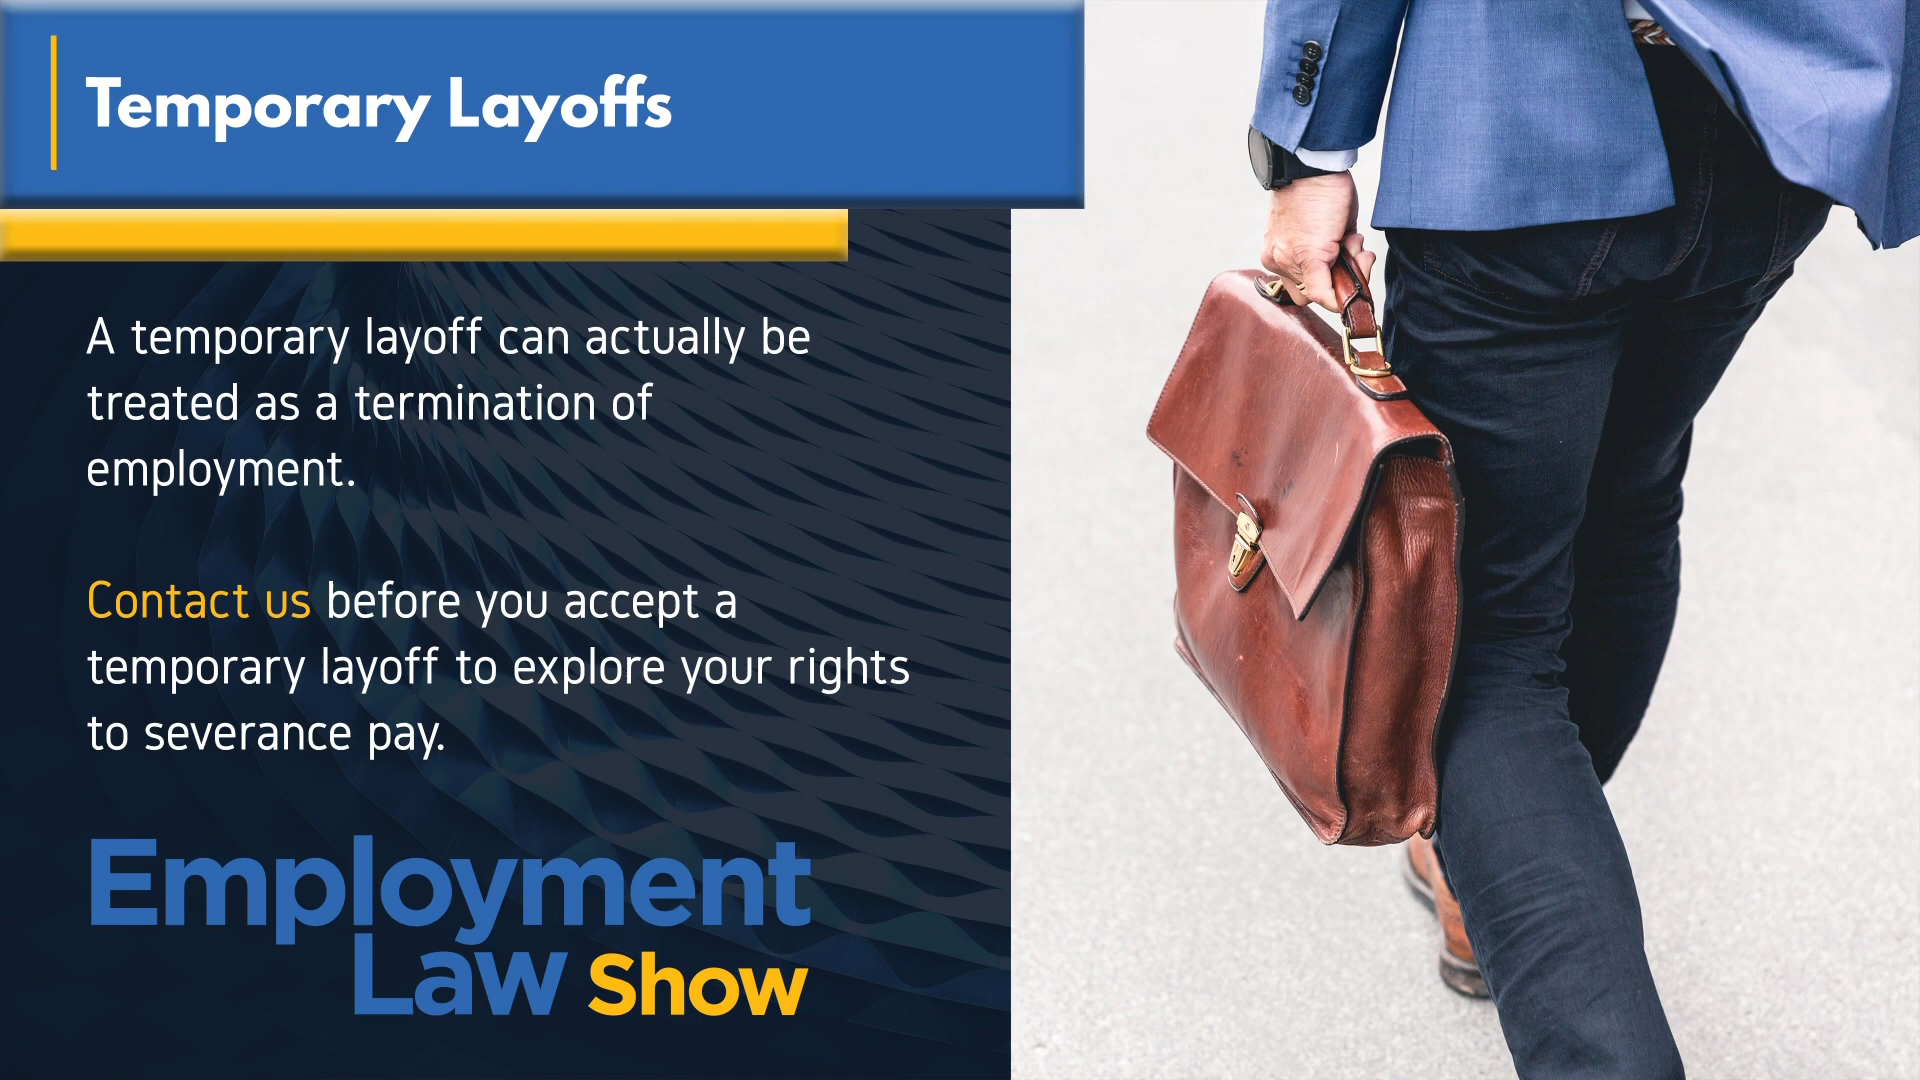 Temporary Layoffs
A temporary layoff can actually be
treated as a termination of
employment.
Contact us before you accept a
temporary layoff to explore your rights
to severance pay.
Employment
Law Show